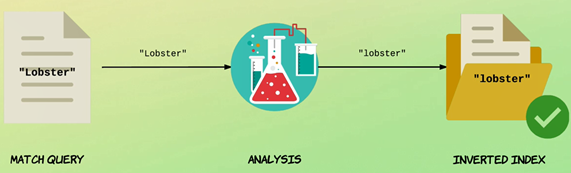 "Lobster"
"Lobster"
"lobster"
"lobster"
MATCH QUERY
ANALYSIS
INVERTED INDEX